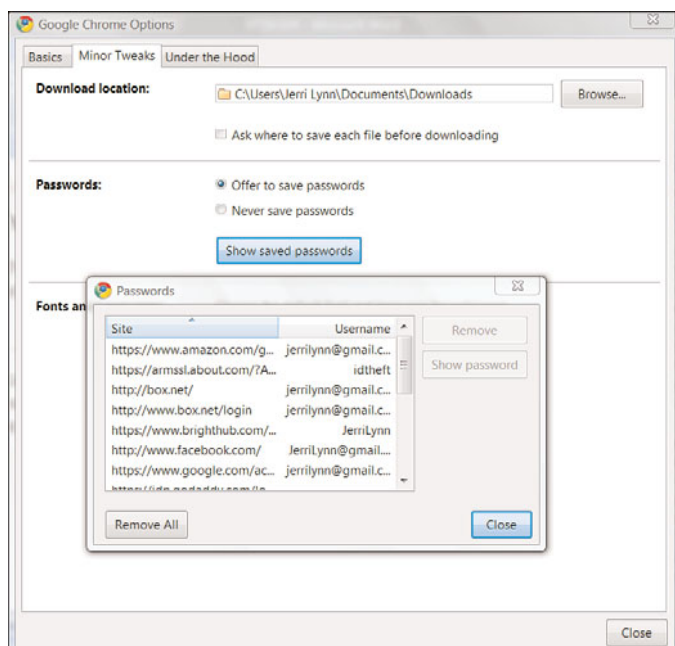 Google Chrome Options
Basics Minor Tweaks Under the Hood
Download location: C:\Users\Jerri Lynn\Documents\Downloads Browse...
Ask where to save each file before downloading
Passwords: Offer to save passwords
Never save passwords
Show saved passwords
Fonts an
Passwords
Site Username
https://www.amazon.com/g... jerrilynn@gmail.c...
https://armssl.about.com/?A... idtheft
http://box.net/ jerrilynn@gmail.c...
http://www.box.net/login jerrilynn@gmail.c...
https://www.brighthub.com/... JerriLynn
http://www.facebook.com/ JerriLynn@gmail....
https://www.google.com/ac... jerrilynn@gmail.c...
Remove
Show password
Remove All Close
Close